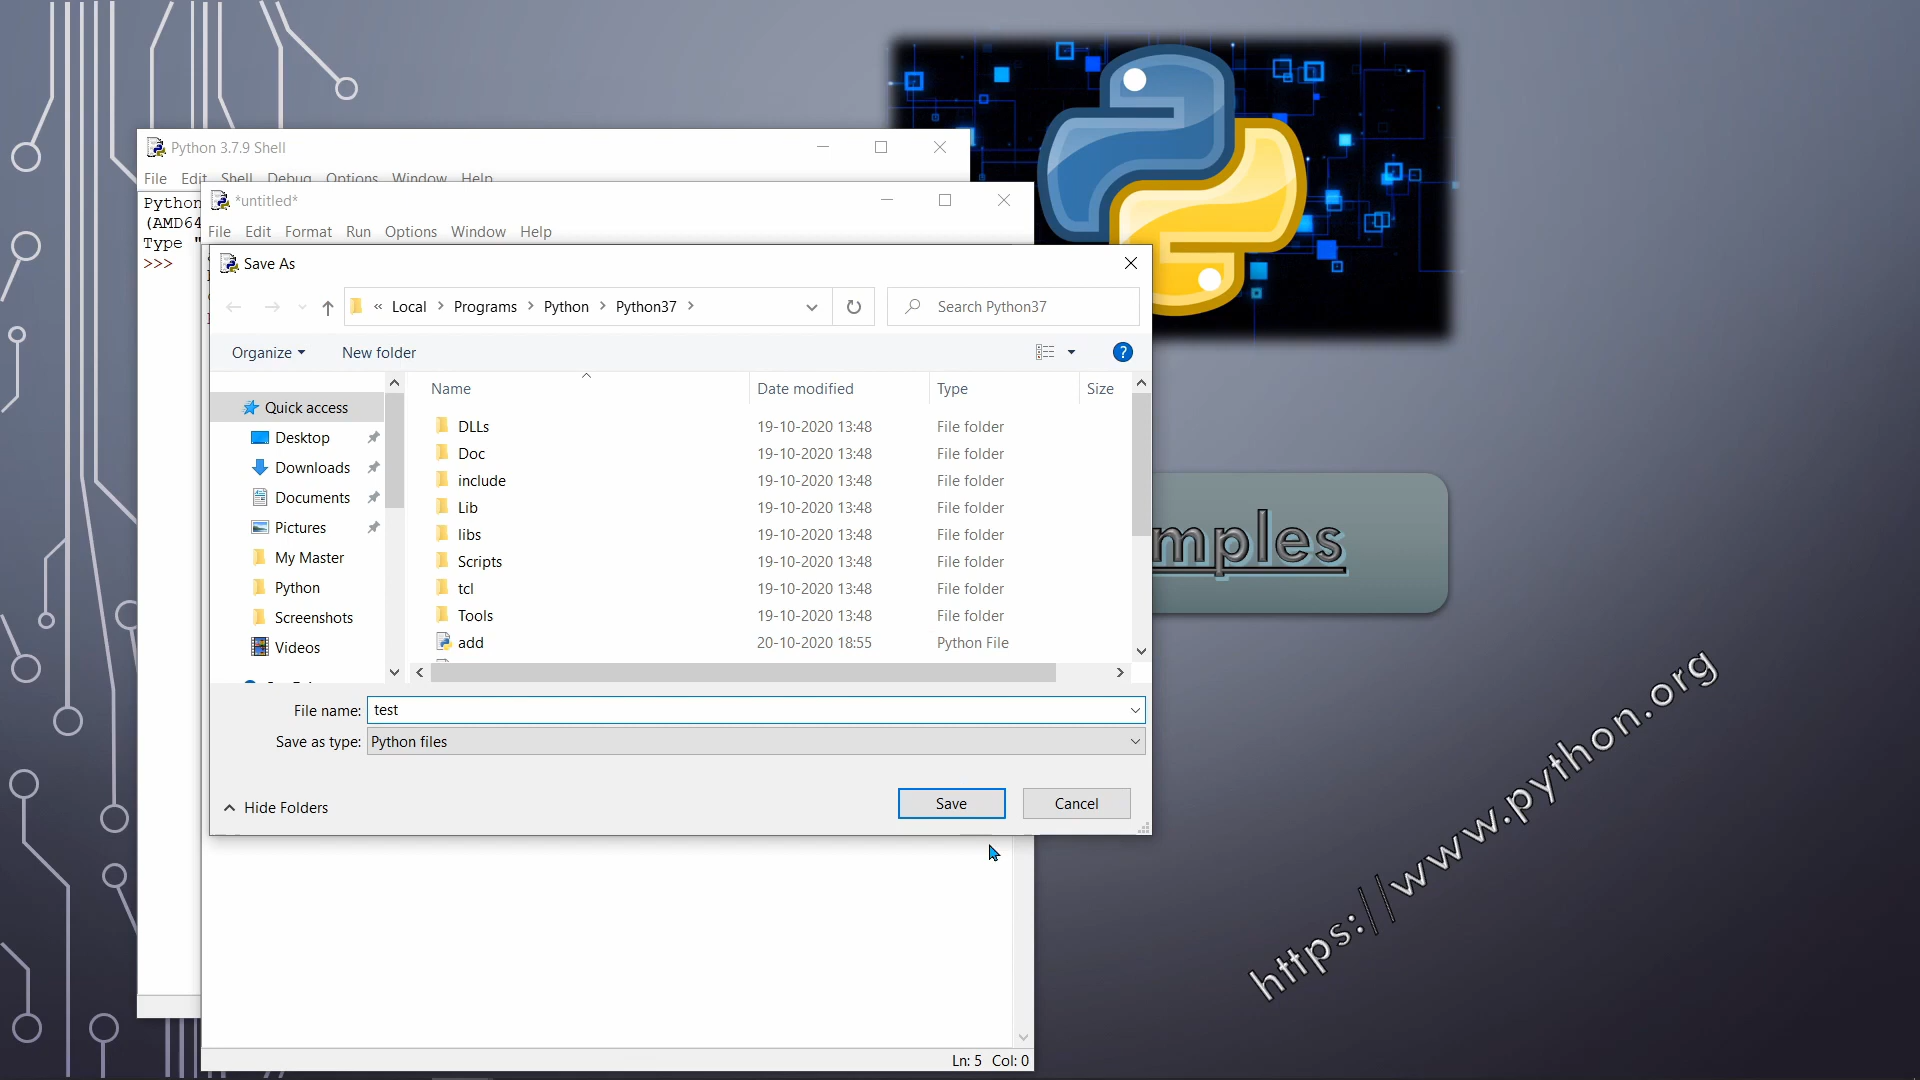 Python 3.7.9 Shell
File Edit Shell Debug Options Window Help
Python
(AMD64
Type "
>>>
*untitled*
File Edit Format Run Options Window Help
Save As
« Local > Programs > Python > Python37 >
Search Python37
Organize New folder
?
Name Date modified Type Size
Quick access
Desktop
Downloads
Documents
Pictures
My Master
Python
Screenshots
Videos
DLLs 19-10-2020 13:48 File folder
Doc 19-10-2020 13:48 File folder
include 19-10-2020 13:48 File folder
Lib 19-10-2020 13:48 File folder
libs 19-10-2020 13:48 File folder
Scripts 19-10-2020 13:48 File folder
tcl 19-10-2020 13:48 File folder
Tools 19-10-2020 13:48 File folder
add 20-10-2020 18:55 Python File
File name: test
Save as type: Python files
Hide Folders
Save Cancel
Ln: 5 Col: 0
mples
https://www.python.org